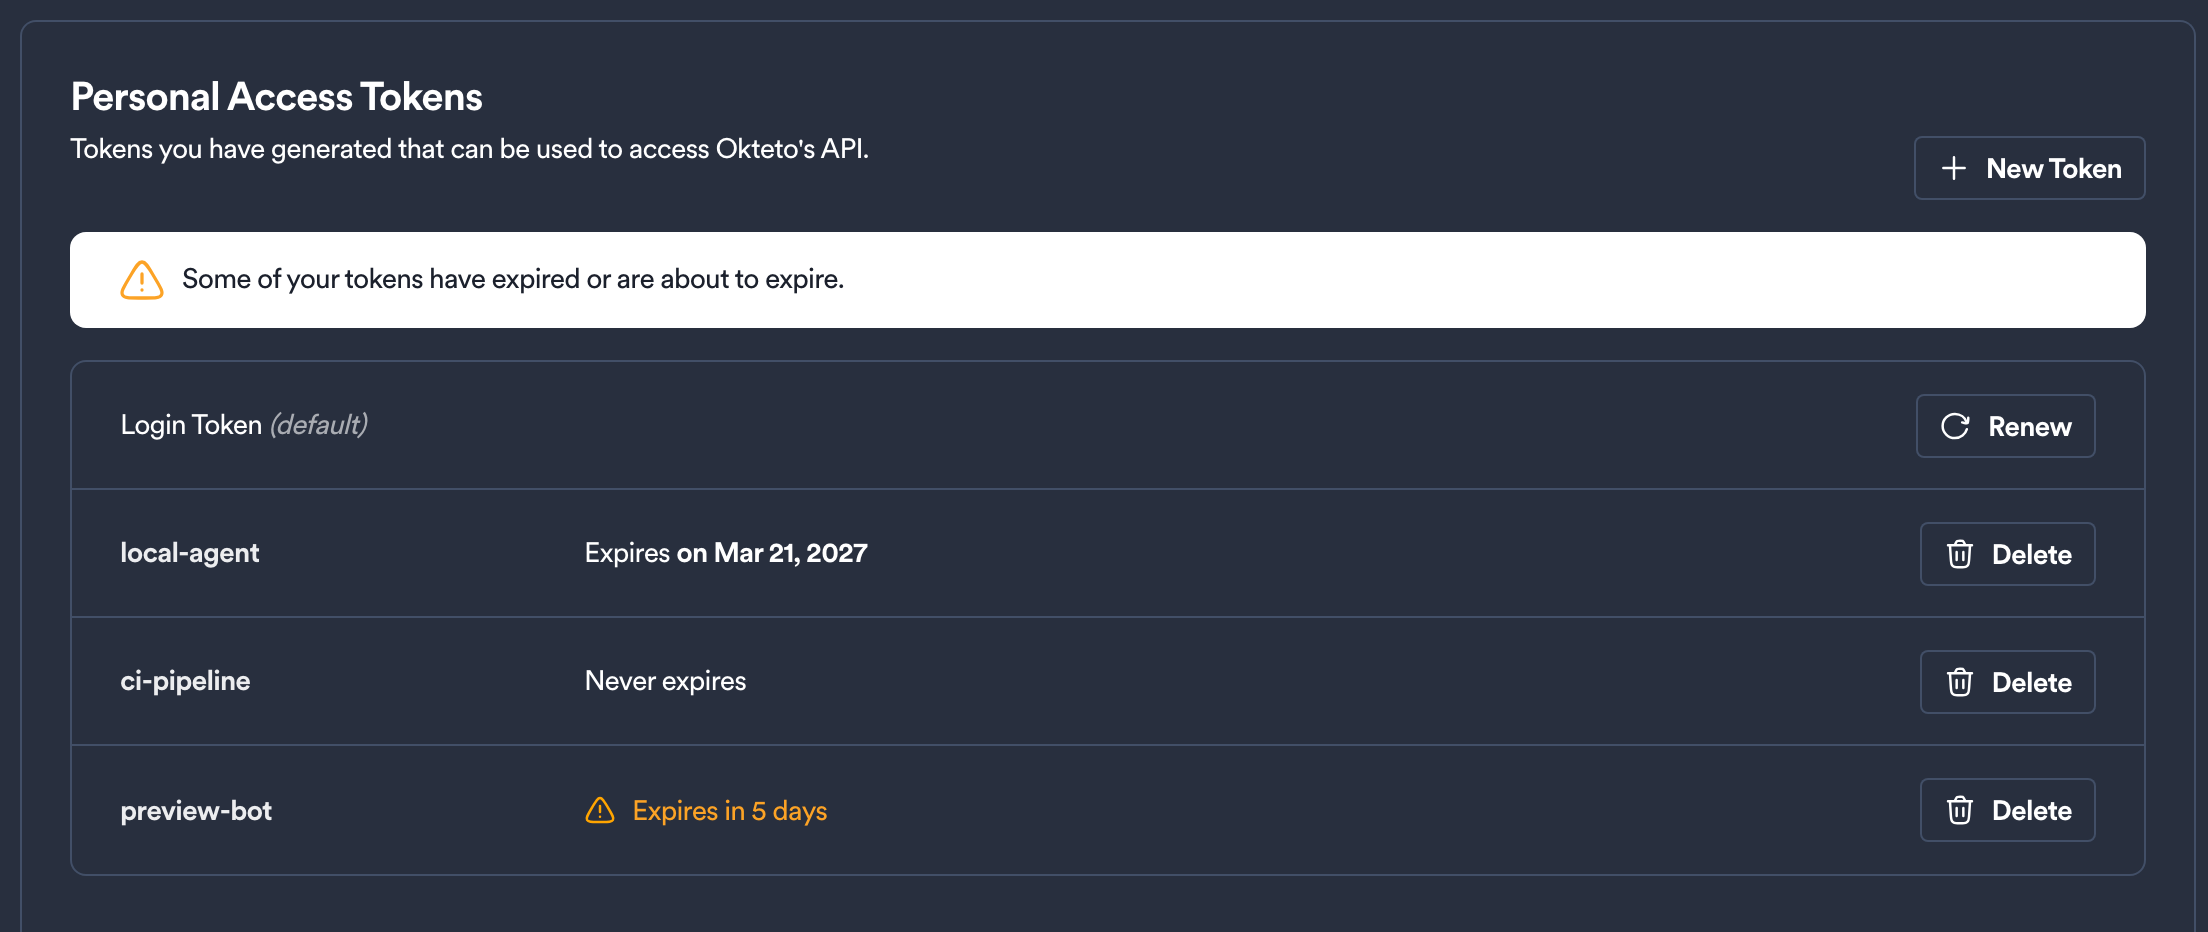 Personal Access Tokens
Tokens you have generated that can be used to access Okteto's API.
New Token
Some of your tokens have expired or are about to expire.
Login Token (default)
Renew
local-agent
Expires on Mar 21, 2027
Delete
ci-pipeline
Never expires
Delete
preview-bot
Expires in 5 days
Delete